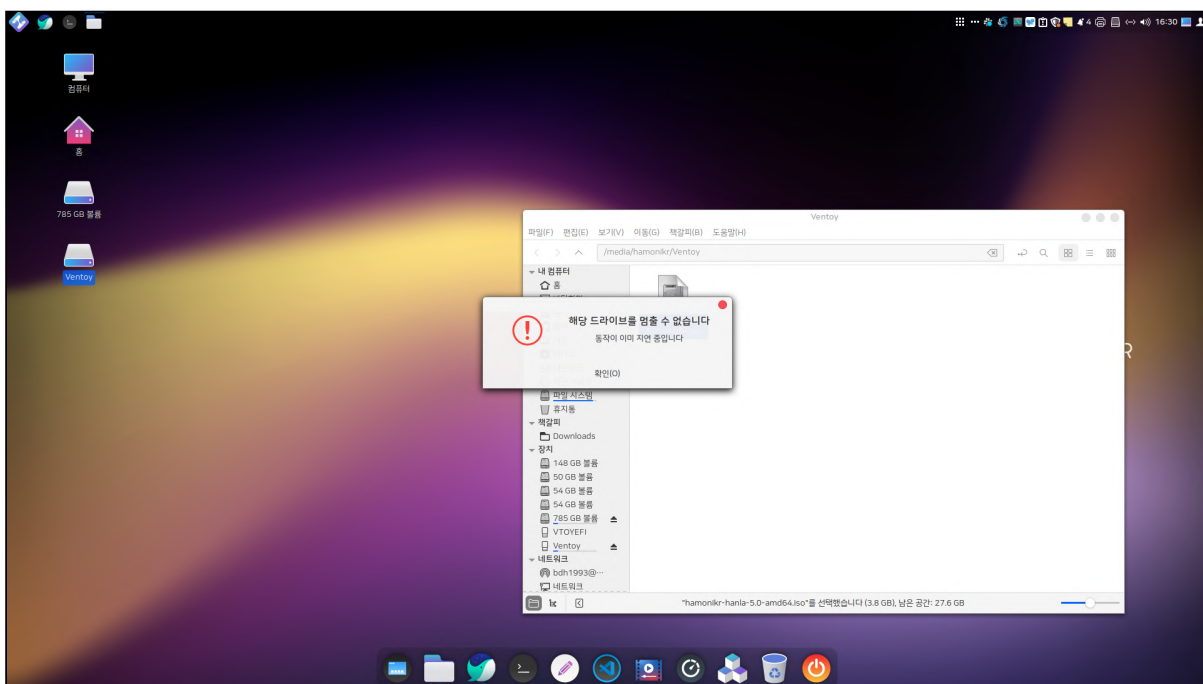 4
16:30
컴퓨터
홈
785 GB 볼륨
Ventoy
Ventoy
파일(F) 편집(E) 보기(V) 이동(G) 책갈피(B) 도움말(H)
/media/hamonikr/Ventoy
내 컴퓨터
홈
해당 드라이브를 멈출 수 없습니다
동작이 이미 지연 중입니다
확인(O)
파일 시스템
휴지통
책갈피
Downloads
장치
148 GB 볼륨
50 GB 볼륨
54 GB 볼륨
54 GB 볼륨
785 GB 볼륨
VTOYEFI
Ventoy
네트워크
bdh1993@…
네트워크
"hamonikr-hanla-5.0-amd64.iso"를 선택했습니다 (3.8 GB), 남은 공간: 27.6 GB